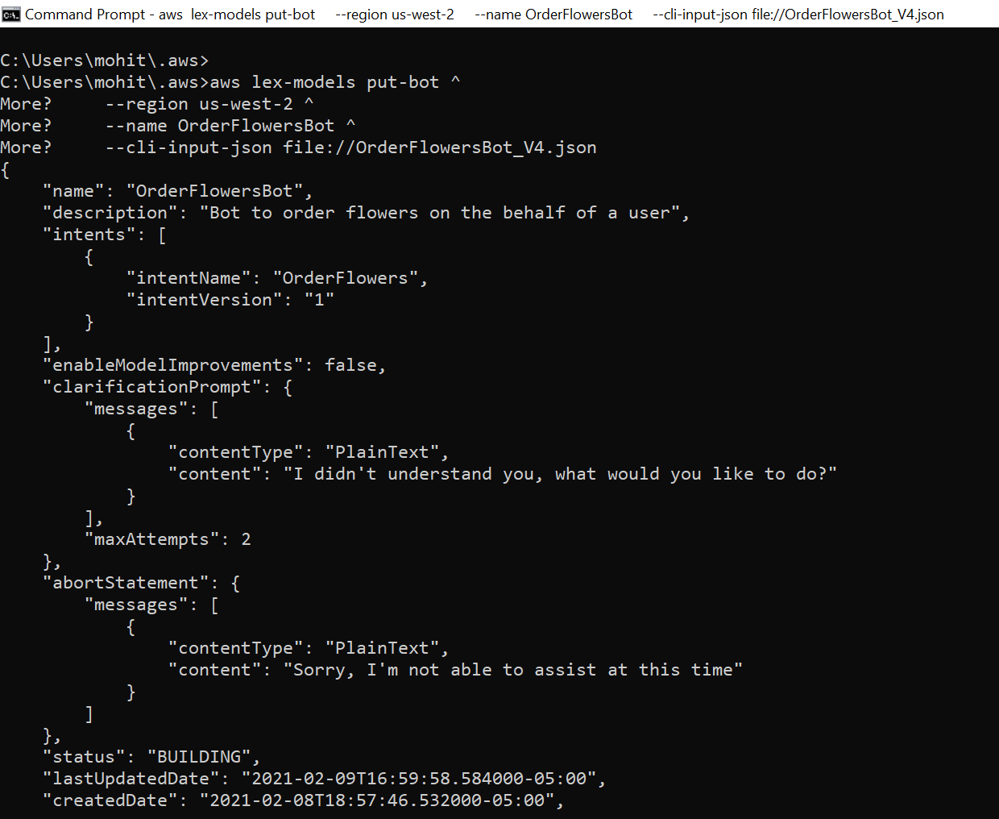 Command Prompt - aws  lex-models put-bot     --region us-west-2     --name OrderFlowersBot     --cli-input-json file://OrderFlowersBot_V4.json
C:\Users\mohit\.aws>
C:\Users\mohit\.aws>aws lex-models put-bot ^
More?     --region us-west-2 ^
More?     --name OrderFlowersBot ^
More?     --cli-input-json file://OrderFlowersBot_V4.json
{
    "name": "OrderFlowersBot",
    "description": "Bot to order flowers on the behalf of a user",
    "intents": [
        {
            "intentName": "OrderFlowers",
            "intentVersion": "1"
        }
    ],
    "enableModelImprovements": false,
    "clarificationPrompt": {
        "messages": [
            {
                "contentType": "PlainText",
                "content": "I didn't understand you, what would you like to do?"
            }
        ],
        "maxAttempts": 2
    },
    "abortStatement": {
        "messages": [
            {
                "contentType": "PlainText",
                "content": "Sorry, I'm not able to assist at this time"
            }
        ]
    },
    "status": "BUILDING",
    "lastUpdatedDate": "2021-02-09T16:59:58.584000-05:00",
    "createdDate": "2021-02-08T18:57:46.532000-05:00",